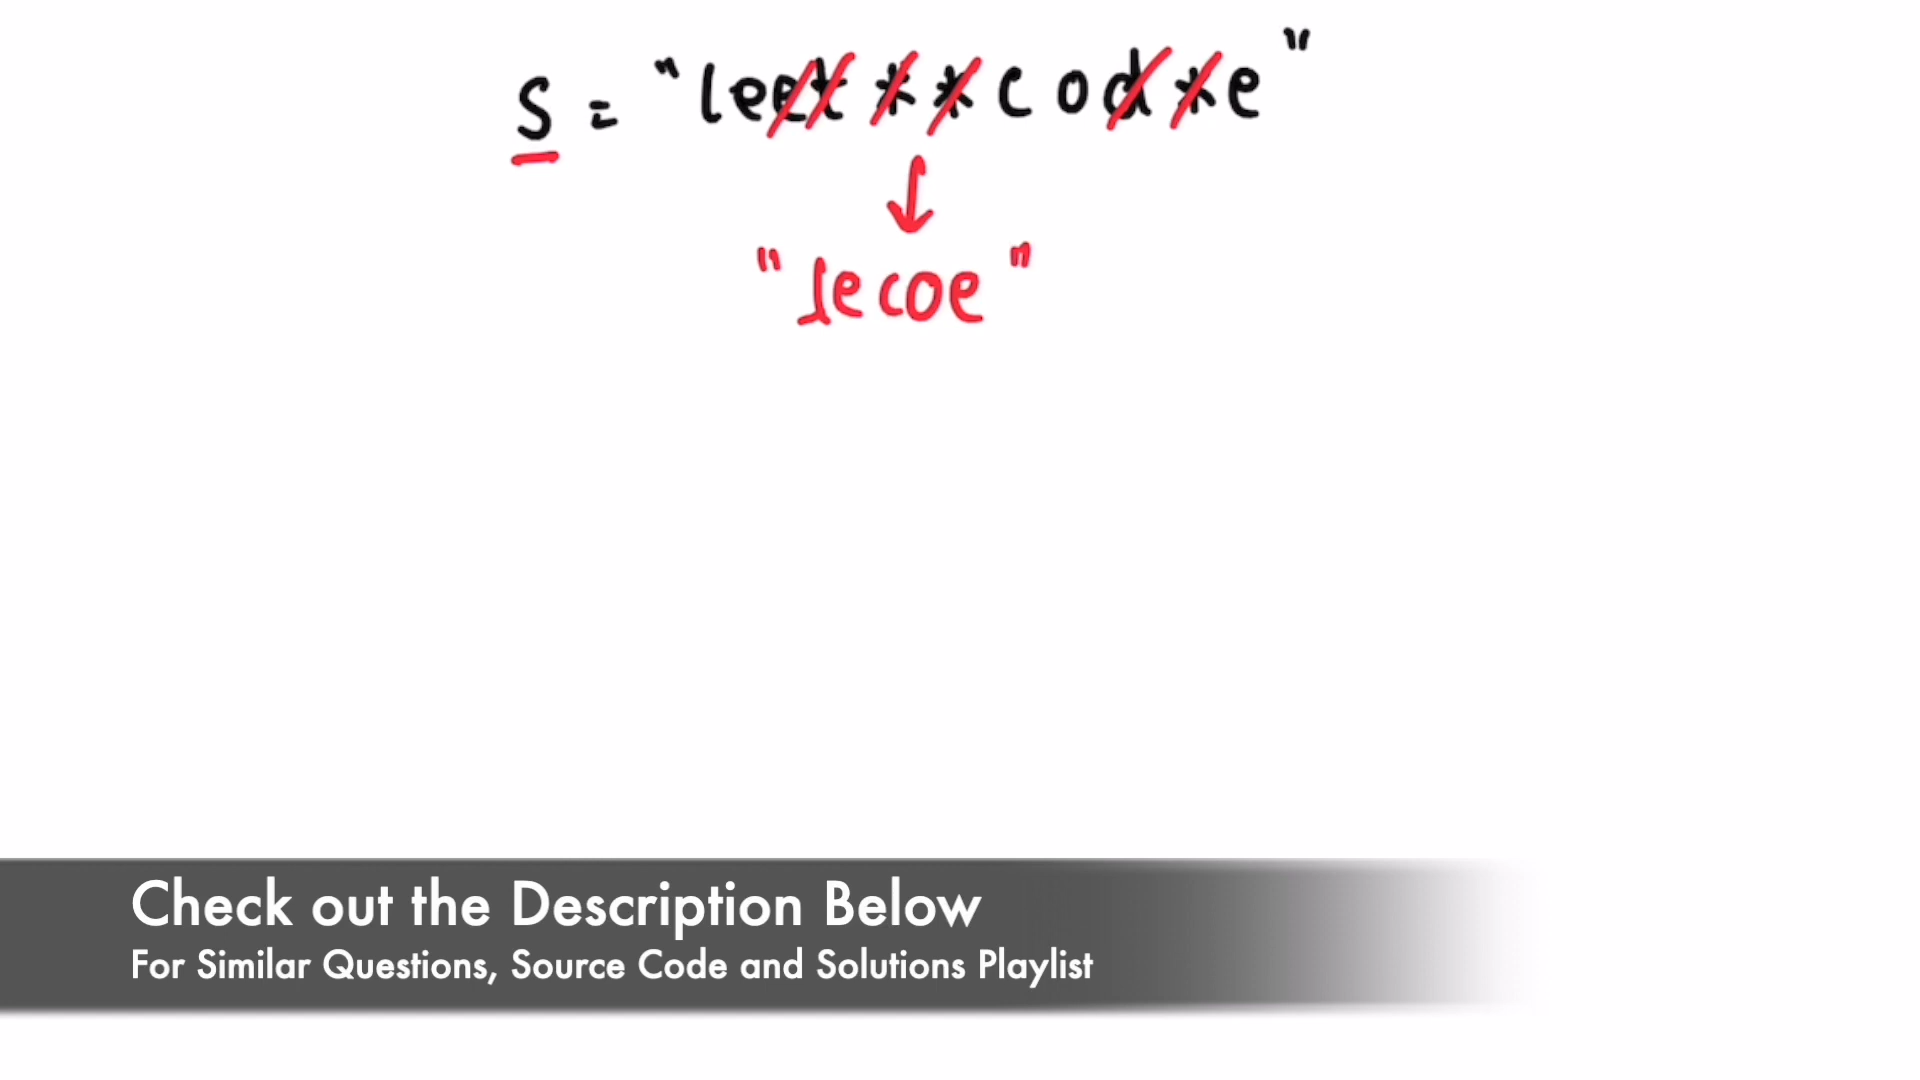 S = "leet**cod*e"
"lecoe"
Check out the Description Below
For Similar Questions, Source Code and Solutions Playlist